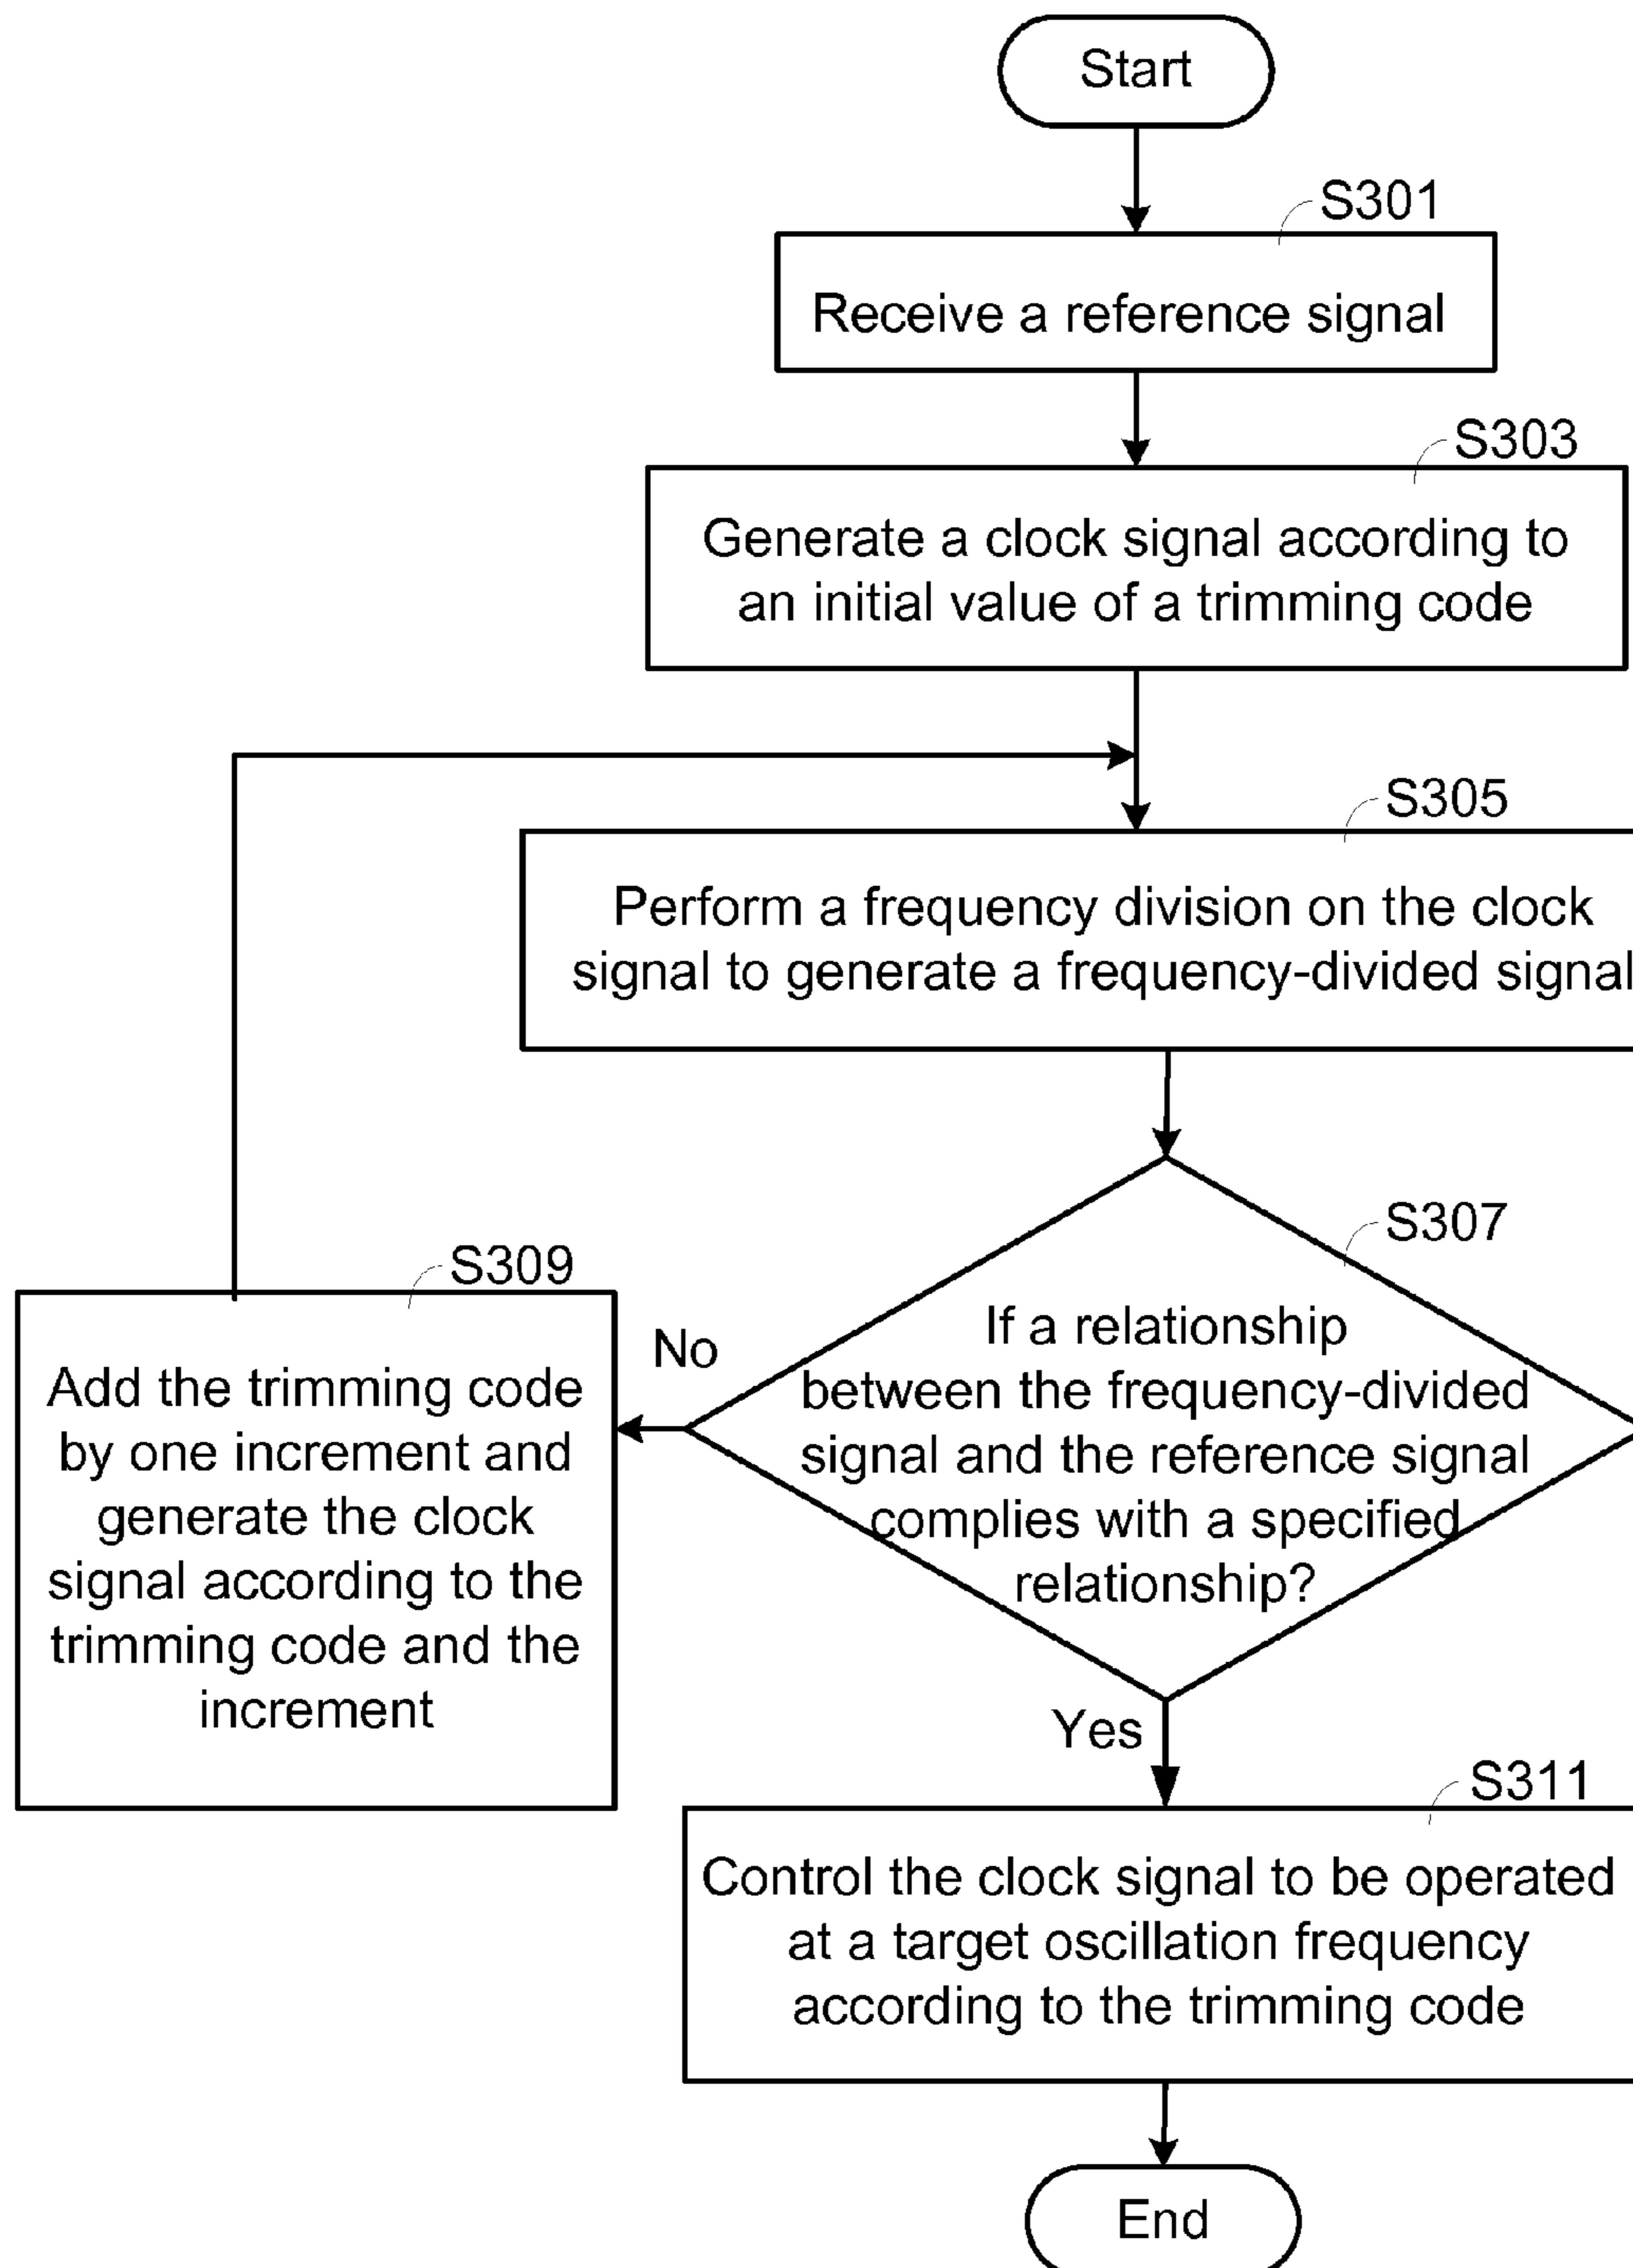 Start
S301
Receive a reference signal
S303
Generate a clock signal according to
an initial value of a trimming code
S305
Perform a frequency division on the clock
signal to generate a frequency-divided signal
S307
If a relationship
between the frequency-divided
signal and the reference signal
complies with a specified
relationship?
No
S309
Add the trimming code
by one increment and
generate the clock
signal according to the
trimming code and the
increment
Yes
S311
Control the clock signal to be operated
at a target oscillation frequency
according to the trimming code
End